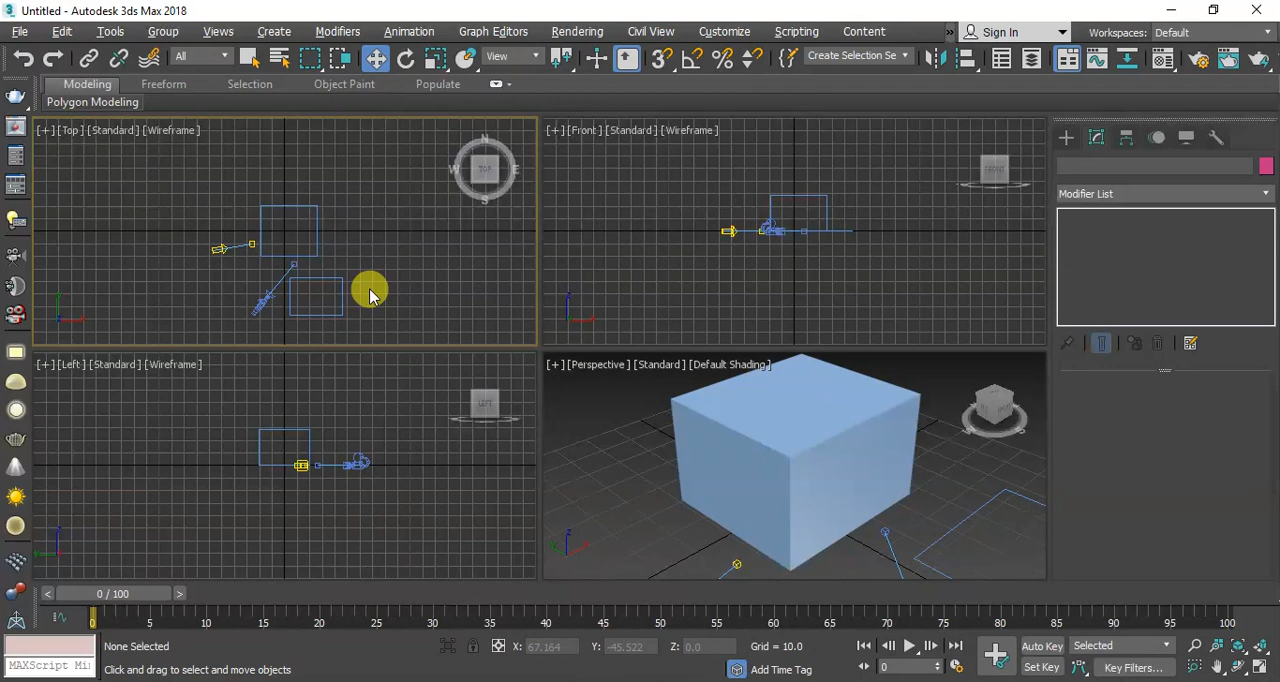 Untitled - Autodesk 3ds Max 2018
File Edit Tools Group Views Create Modifiers Animation Graph Editors Rendering Civil View Customize Scripting Content » Sign In Workspaces: Default
All View Create Selection Se
Modeling Freeform Selection Object Paint Populate
Polygon Modeling
[+] [Top] [Standard] [Wireframe]
N
W TOP E
S
[+] [Front] [Standard] [Wireframe]
FRONT
Modifier List
[+] [Left] [Standard] [Wireframe]
LEFT
[+] [Perspective] [Standard] [Default Shading]
< 0 / 100 >
0 5 10 15 20 25 30 35 40 45 50 55 60 65 70 75 80 85 90 95 100
None Selected X: 67.164 Y: -45.522 Z: 0.0 Grid = 10.0 Auto Key Selected
MAXScript Mi Click and drag to select and move objects Add Time Tag 0 Set Key Key Filters...